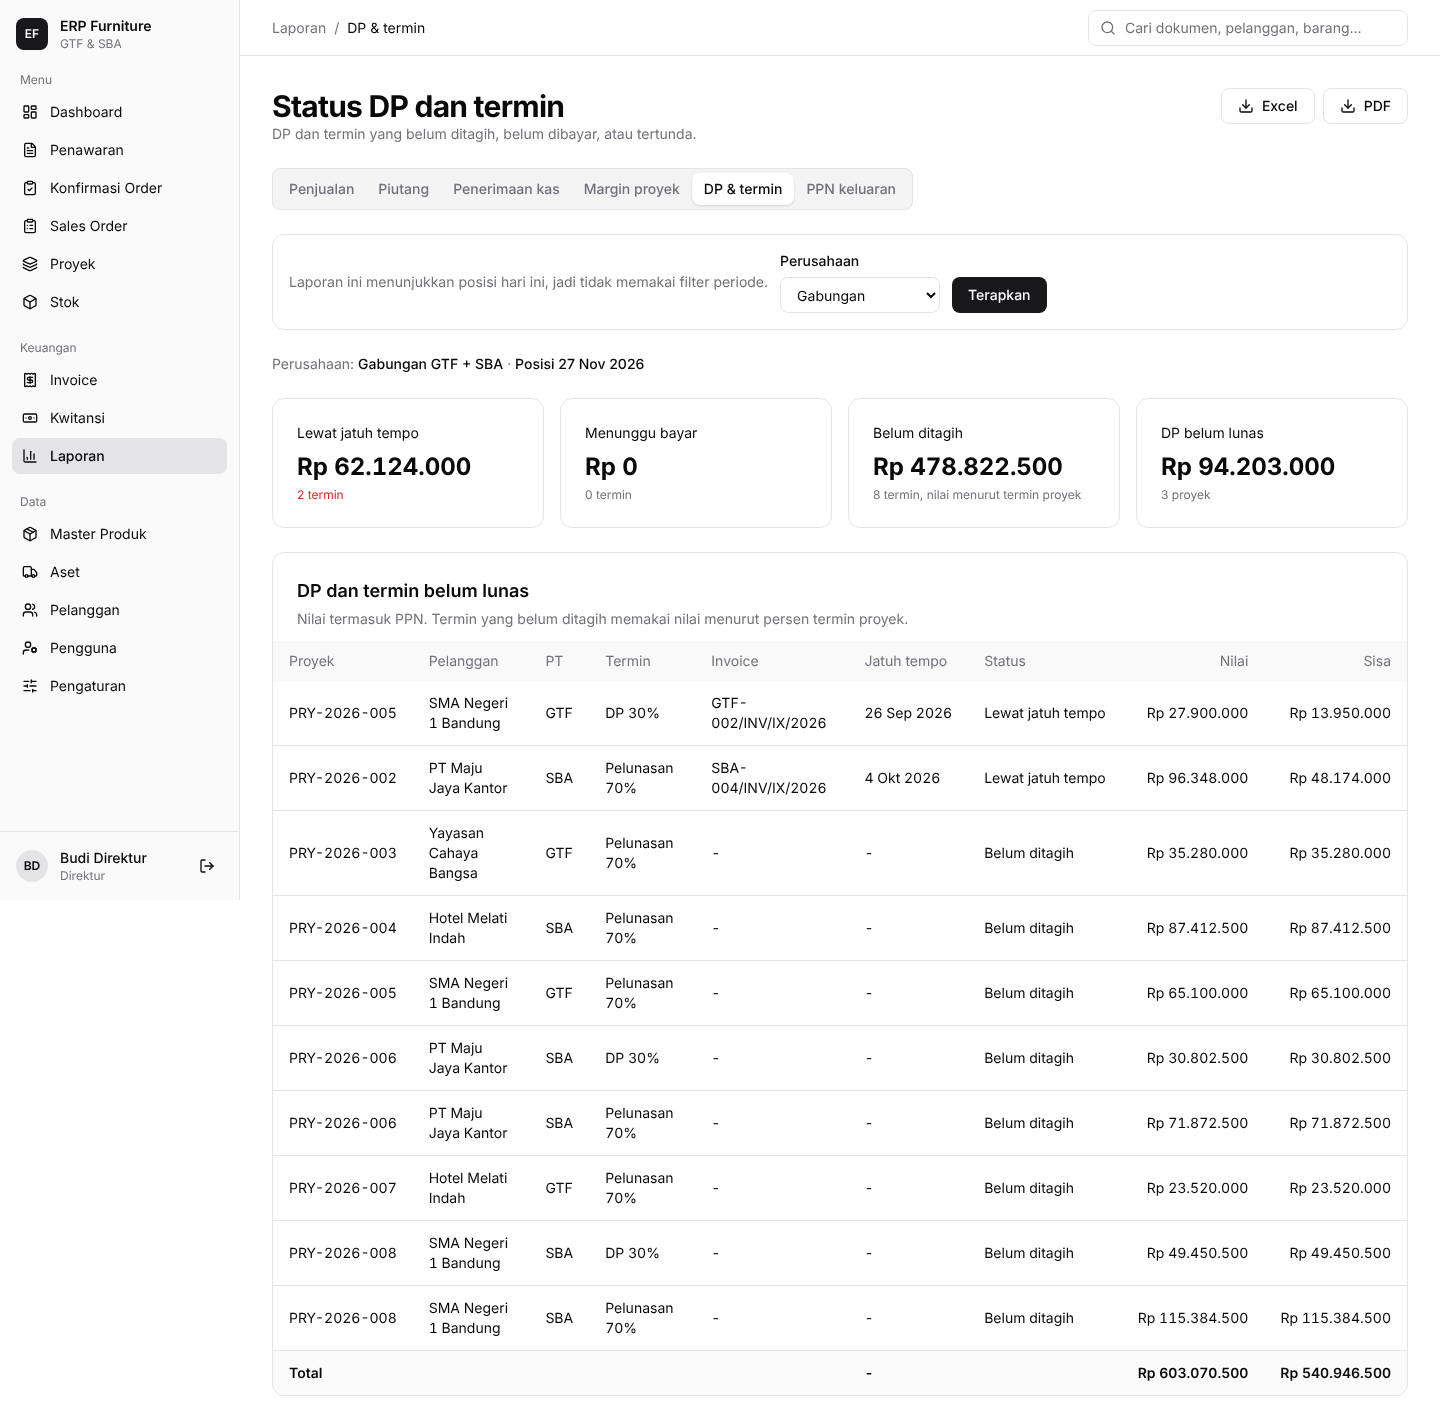 EF
ERP Furniture
GTF & SBA
Menu
Dashboard
Penawaran
Konfirmasi Order
Sales Order
Proyek
Stok
Keuangan
Invoice
Kwitansi
Laporan
Data
Master Produk
Aset
Pelanggan
Pengguna
Pengaturan
BD
Budi Direktur
Direktur
Laporan / DP & termin
Cari dokumen, pelanggan, barang...
Status DP dan termin
DP dan termin yang belum ditagih, belum dibayar, atau tertunda.
Excel
PDF
Penjualan Piutang Penerimaan kas Margin proyek DP & termin PPN keluaran
Laporan ini menunjukkan posisi hari ini, jadi tidak memakai filter periode.
Perusahaan
Gabungan
Terapkan
Perusahaan: Gabungan GTF + SBA · Posisi 27 Nov 2026
Lewat jatuh tempo
Rp 62.124.000
2 termin
Menunggu bayar
Rp 0
0 termin
Belum ditagih
Rp 478.822.500
8 termin, nilai menurut termin proyek
DP belum lunas
Rp 94.203.000
3 proyek
DP dan termin belum lunas
Nilai termasuk PPN. Termin yang belum ditagih memakai nilai menurut persen termin proyek.
Proyek Pelanggan PT Termin Invoice Jatuh tempo Status Nilai Sisa
PRY-2026-005 SMA Negeri 1 Bandung GTF DP 30% GTF-002/INV/IX/2026 26 Sep 2026 Lewat jatuh tempo Rp 27.900.000 Rp 13.950.000
PRY-2026-002 PT Maju Jaya Kantor SBA Pelunasan 70% SBA-004/INV/IX/2026 4 Okt 2026 Lewat jatuh tempo Rp 96.348.000 Rp 48.174.000
PRY-2026-003 Yayasan Cahaya Bangsa GTF Pelunasan 70% - - Belum ditagih Rp 35.280.000 Rp 35.280.000
PRY-2026-004 Hotel Melati Indah SBA Pelunasan 70% - - Belum ditagih Rp 87.412.500 Rp 87.412.500
PRY-2026-005 SMA Negeri 1 Bandung GTF Pelunasan 70% - - Belum ditagih Rp 65.100.000 Rp 65.100.000
PRY-2026-006 PT Maju Jaya Kantor SBA DP 30% - - Belum ditagih Rp 30.802.500 Rp 30.802.500
PRY-2026-006 PT Maju Jaya Kantor SBA Pelunasan 70% - - Belum ditagih Rp 71.872.500 Rp 71.872.500
PRY-2026-007 Hotel Melati Indah GTF Pelunasan 70% - - Belum ditagih Rp 23.520.000 Rp 23.520.000
PRY-2026-008 SMA Negeri 1 Bandung SBA DP 30% - - Belum ditagih Rp 49.450.500 Rp 49.450.500
PRY-2026-008 SMA Negeri 1 Bandung SBA Pelunasan 70% - - Belum ditagih Rp 115.384.500 Rp 115.384.500
Total - Rp 603.070.500 Rp 540.946.500